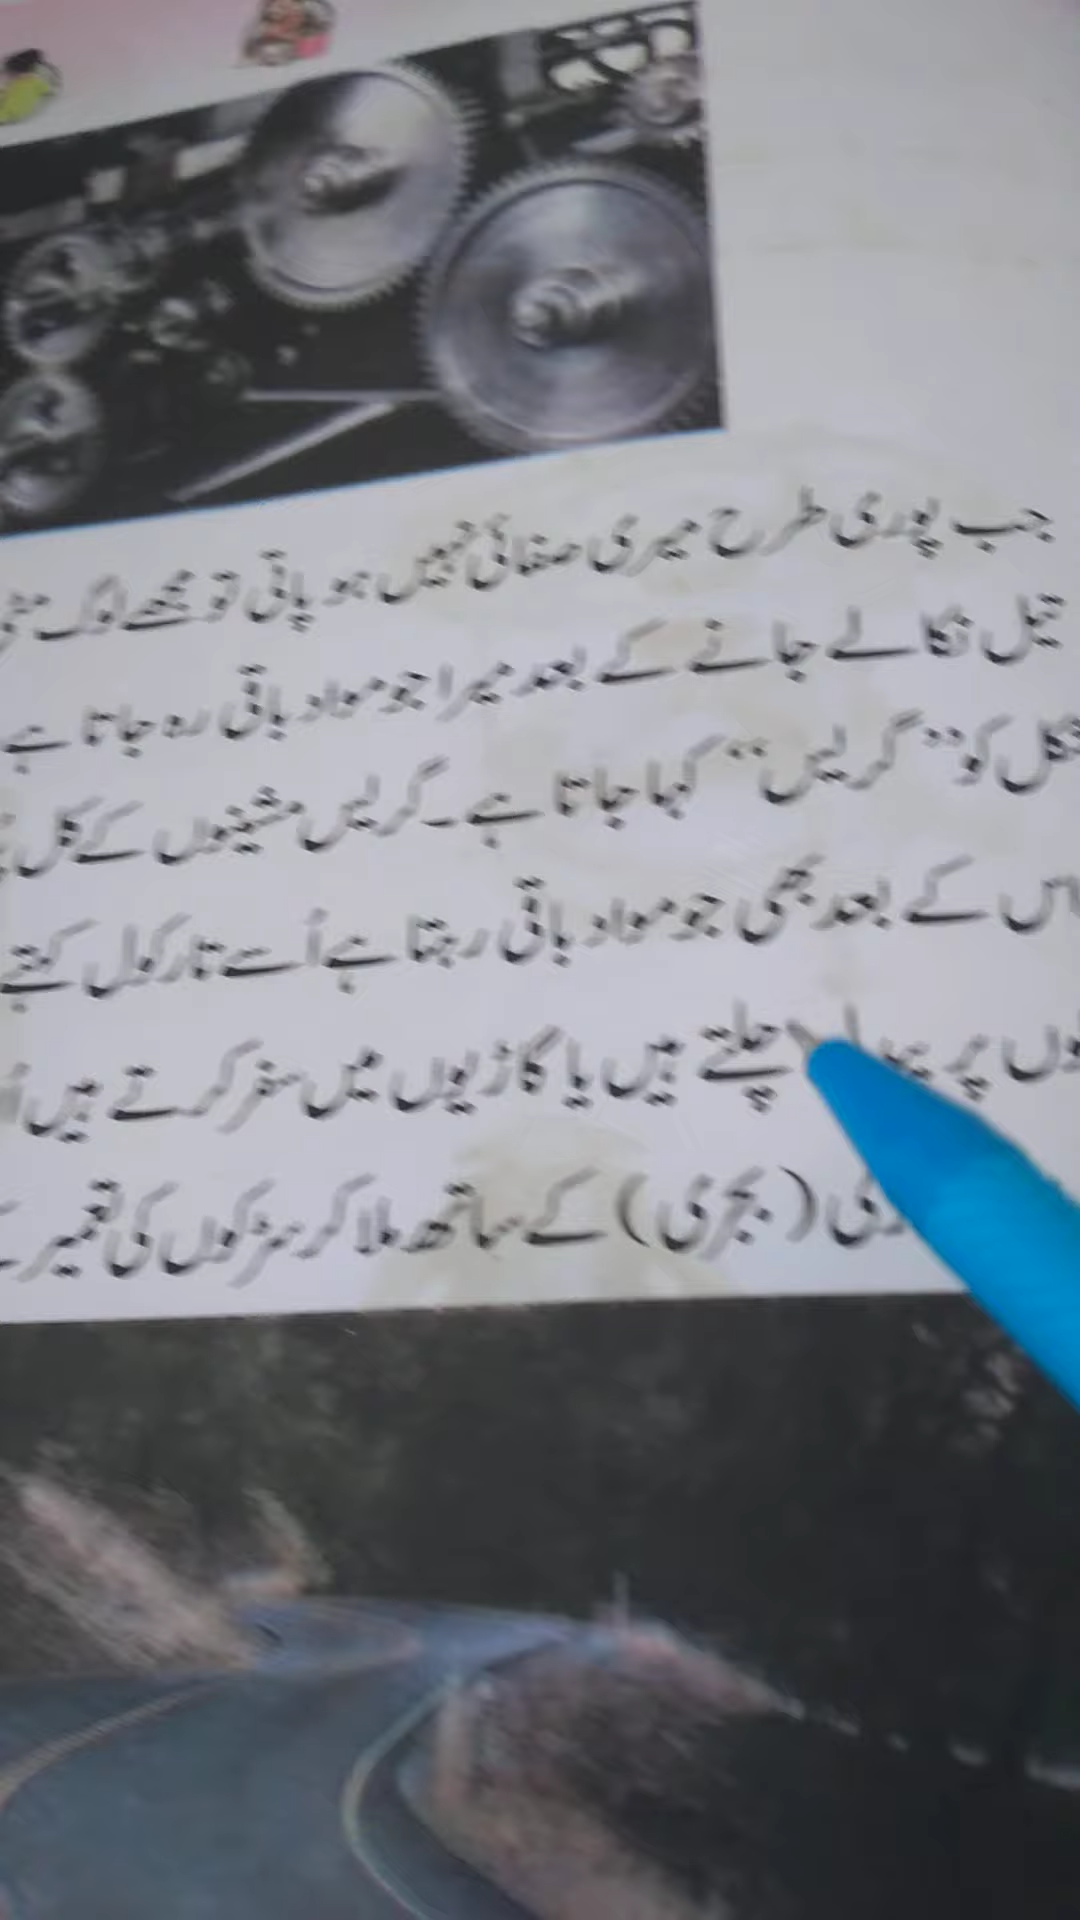 جب پوری طرح میری صفائی نہیں ہو پاتی تو مجھے لوگ
تیل نکالے جانے کے بعد میرا جو مواد باقی رہ جاتا ہے
کو ”گریس“ کہا جاتا ہے۔ گریس مشینوں کے کل
اس کے بعد بھی جو مواد باقی رہتا ہے اُسے تارکول کہتے
پر چلتے ہیں یا گاڑیوں میں سفر کرتے ہیں
(بجری) کے ساتھ ملا کر سڑکوں کی تعمیر